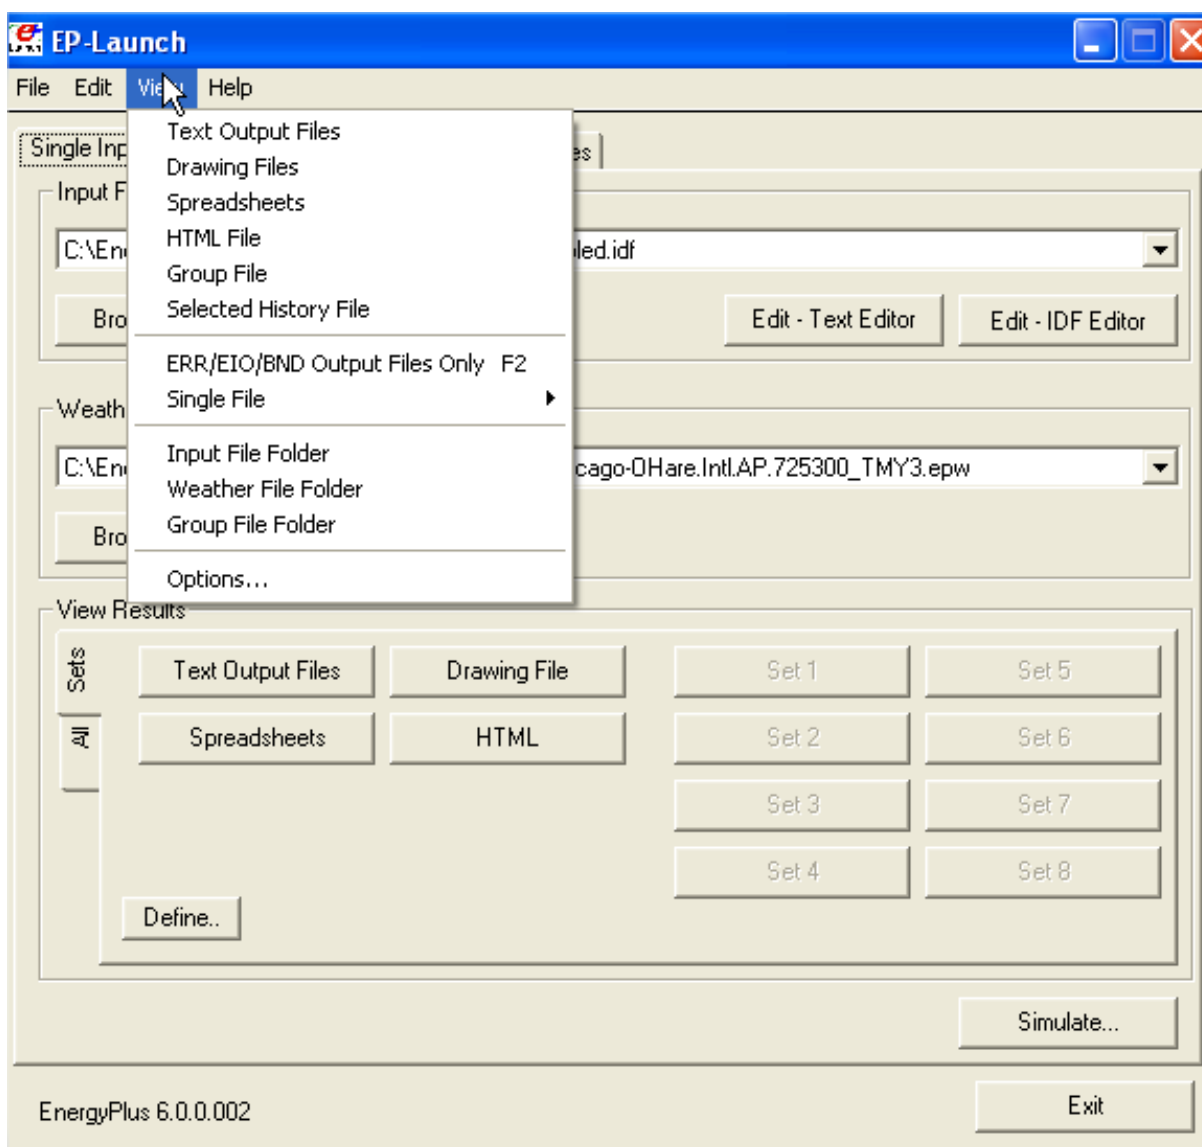 EP-Launch
File Edit View Help
Text Output Files
Drawing Files
Spreadsheets
HTML File
Group File
Selected History File
ERR/EIO/BND Output Files Only F2
Single File
Input File Folder
Weather File Folder
Group File Folder
Options...
Single Inp
es
Input F
C:\En
led.idf
Bro
Edit - Text Editor
Edit - IDF Editor
Weath
C:\En
cago-OHare.Intl.AP.725300_TMY3.epw
Bro
View Results
Sets
All
Text Output Files Drawing File Set 1 Set 5
Spreadsheets HTML Set 2 Set 6
Set 3 Set 7
Set 4 Set 8
Define..
Simulate...
EnergyPlus 6.0.0.002
Exit